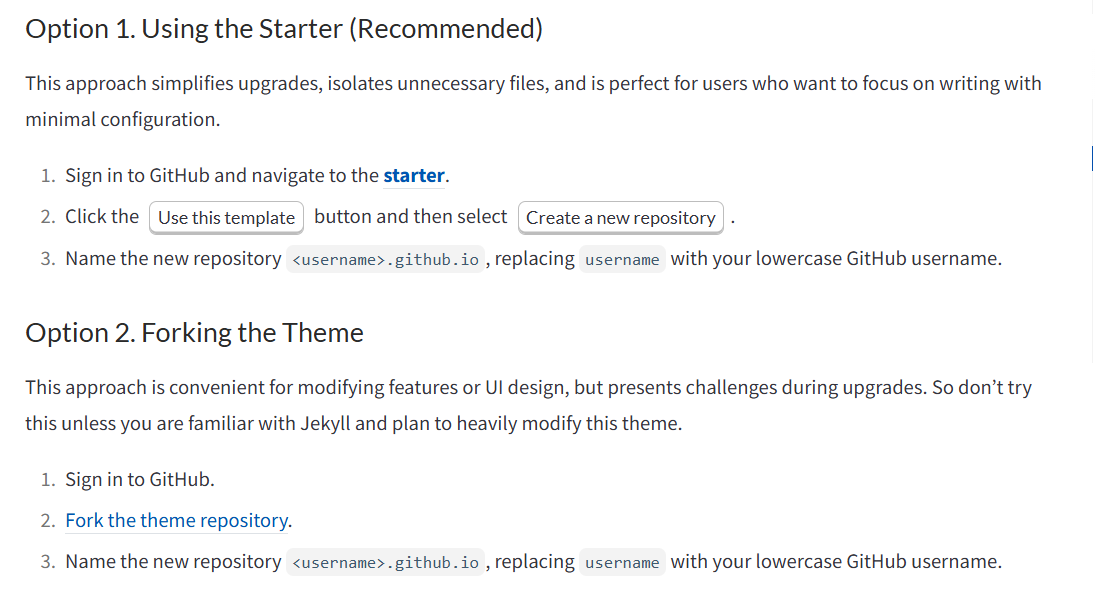 Option 1. Using the Starter (Recommended)
This approach simplifies upgrades, isolates unnecessary files, and is perfect for users who want to focus on writing with
minimal configuration.
1. Sign in to GitHub and navigate to the starter.
2. Click the Use this template button and then select Create a new repository .
3. Name the new repository <username>.github.io , replacing username with your lowercase GitHub username.
Option 2. Forking the Theme
This approach is convenient for modifying features or UI design, but presents challenges during upgrades. So don’t try
this unless you are familiar with Jekyll and plan to heavily modify this theme.
1. Sign in to GitHub.
2. Fork the theme repository.
3. Name the new repository <username>.github.io , replacing username with your lowercase GitHub username.